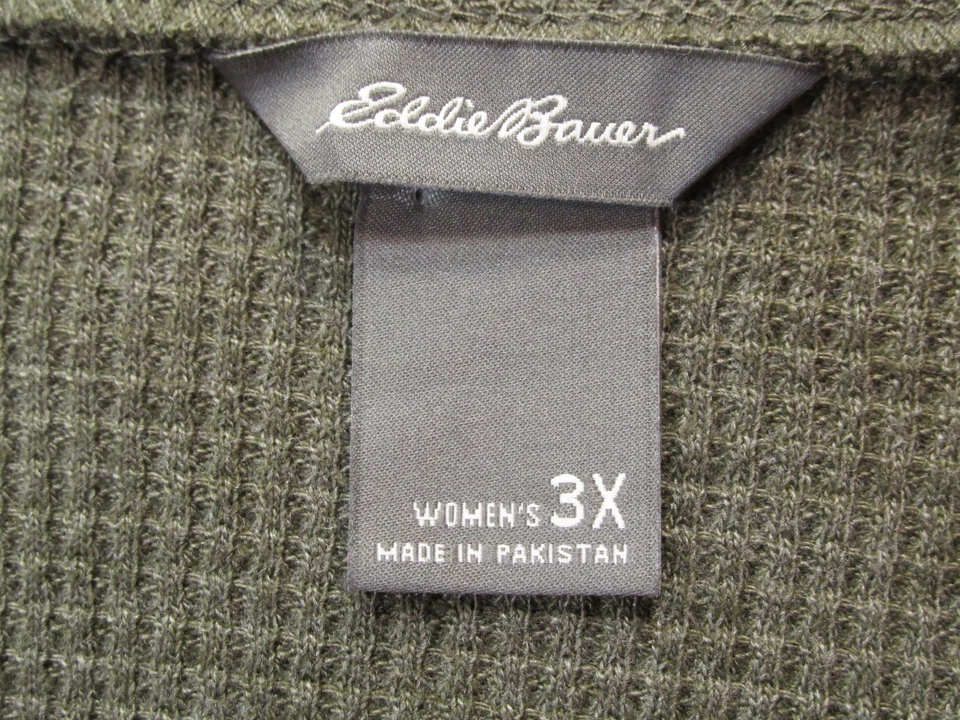 Eddie Bauer
WOMEN'S 3X
MADE IN PAKISTAN